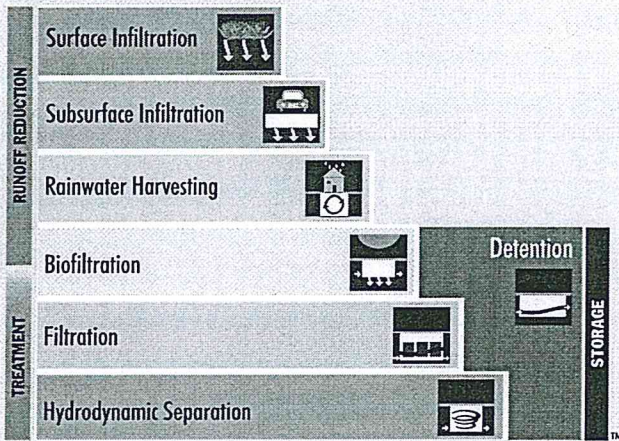 RUNOFF REDUCTION
Surface Infiltration
Subsurface Infiltration
Rainwater Harvesting
Biofiltration
TREATMENT
Filtration
Hydrodynamic Separation
Detention
STORAGE
TM